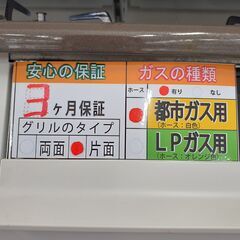 安心の保証
3ヶ月保証
グリルのタイプ
両面 片面
ガスの種類
ホース 有り なし
都市ガス用
(ホース:白色)
LPガス用
(ホース:オレンジ色)